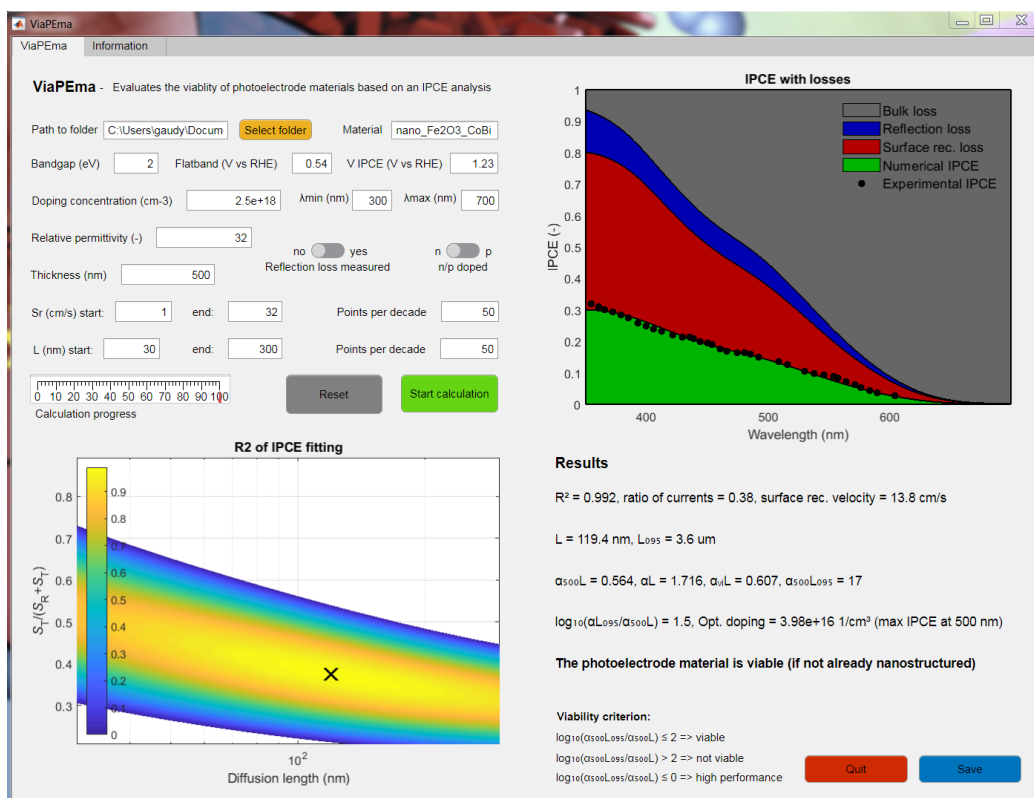 ViaPEma
ViaPEma Information
ViaPEma - Evaluates the viablity of photoelectrode materials based on an IPCE analysis
Path to folder C:\Users\gaudy\Docum Select folder Material nano_Fe2O3_CoBi
Bandgap (eV) 2 Flatband (V vs RHE) 0.54 V IPCE (V vs RHE) 1.23
Doping concentration (cm-3) 2.5e+18 λmin (nm) 300 λmax (nm) 700
Relative permittivity (-) 32
no yes n p
Reflection loss measured n/p doped
Thickness (nm) 500
Sr (cm/s) start: 1 end: 32 Points per decade 50
L (nm) start: 30 end: 300 Points per decade 50
0 10 20 30 40 50 60 70 80 90 100
Calculation progress
Reset
Start calculation
IPCE with losses
Bulk loss
Reflection loss
Surface rec. loss
Numerical IPCE
Experimental IPCE
1
0.9
0.8
0.7
0.6
0.5
0.4
0.3
0.2
0.1
0
IPCE (-)
400 500 600
Wavelength (nm)
R2 of IPCE fitting
0.8
0.7
0.6
0.5
0.4
0.3
S_T/(S_R+S_T)
0.9
0.8
0.7
0.6
0.5
0.4
0.3
0.2
0.1
0
10²
Diffusion length (nm)
Results
R² = 0.992, ratio of currents = 0.38, surface rec. velocity = 13.8 cm/s
L = 119.4 nm, L₀₉₅ = 3.6 um
α₅₀₀L = 0.564, αL = 1.716, αᵥᵢL = 0.607, α₅₀₀L₀₉₅ = 17
log₁₀(αL₀₉₅/α₅₀₀L) = 1.5, Opt. doping = 3.98e+16 1/cm³ (max IPCE at 500 nm)
The photoelectrode material is viable (if not already nanostructured)
Viability criterion:
log₁₀(α₅₀₀L₀₉₅/α₅₀₀L) ≤ 2 => viable
log₁₀(α₅₀₀L₀₉₅/α₅₀₀L) > 2 => not viable
log₁₀(α₅₀₀L₀₉₅/α₅₀₀L) ≤ 0 => high performance
Quit
Save